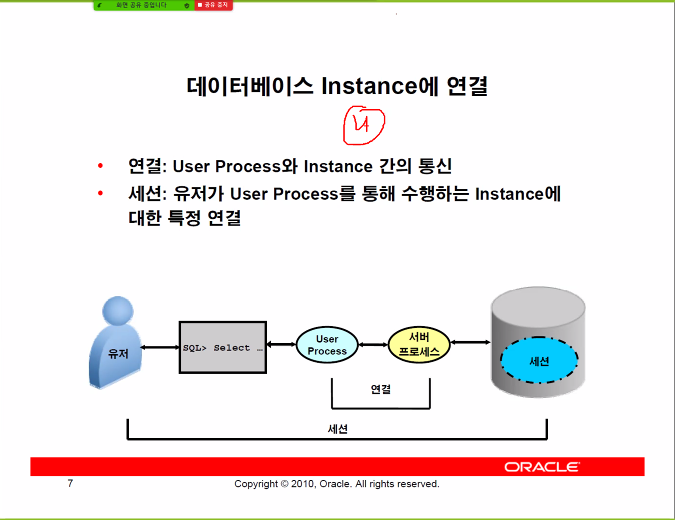 화면 공유 중입니다
공유 중지
데이터베이스 Instance에 연결
• 연결: User Process와 Instance 간의 통신
• 세션: 유저가 User Process를 통해 수행하는 Instance에
대한 특정 연결
유저
SQL> Select …
User
Process
서버
프로세스
세션
연결
세션
ORACLE
7
Copyright © 2010, Oracle. All rights reserved.